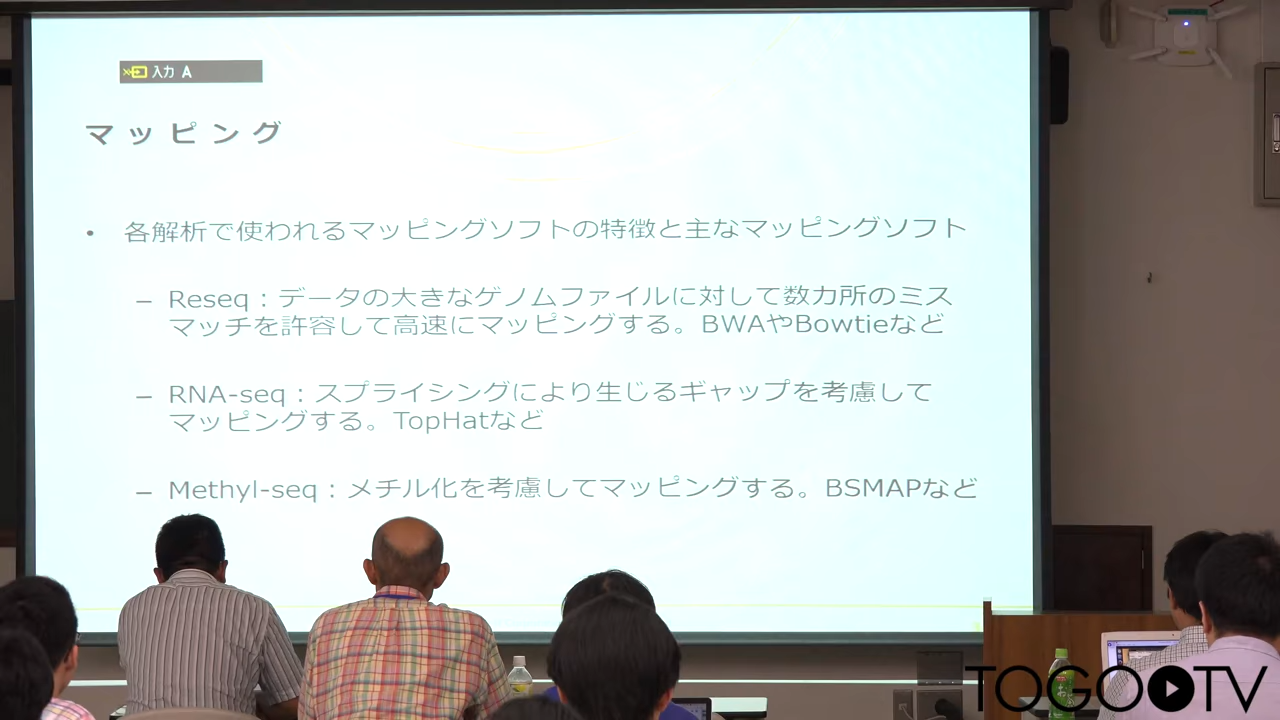 入力 A
マッピング
• 各解析で使われるマッピングソフトの特徴と主なマッピングソフト
– Reseq：データの大きなゲノムファイルに対して数カ所のミス
マッチを許容して高速にマッピングする。BWAやBowtieなど
– RNA-seq：スプライシングにより生じるギャップを考慮して
マッピングする。TopHatなど
– Methyl-seq：メチル化を考慮してマッピングする。BSMAPなど
TOGOTV